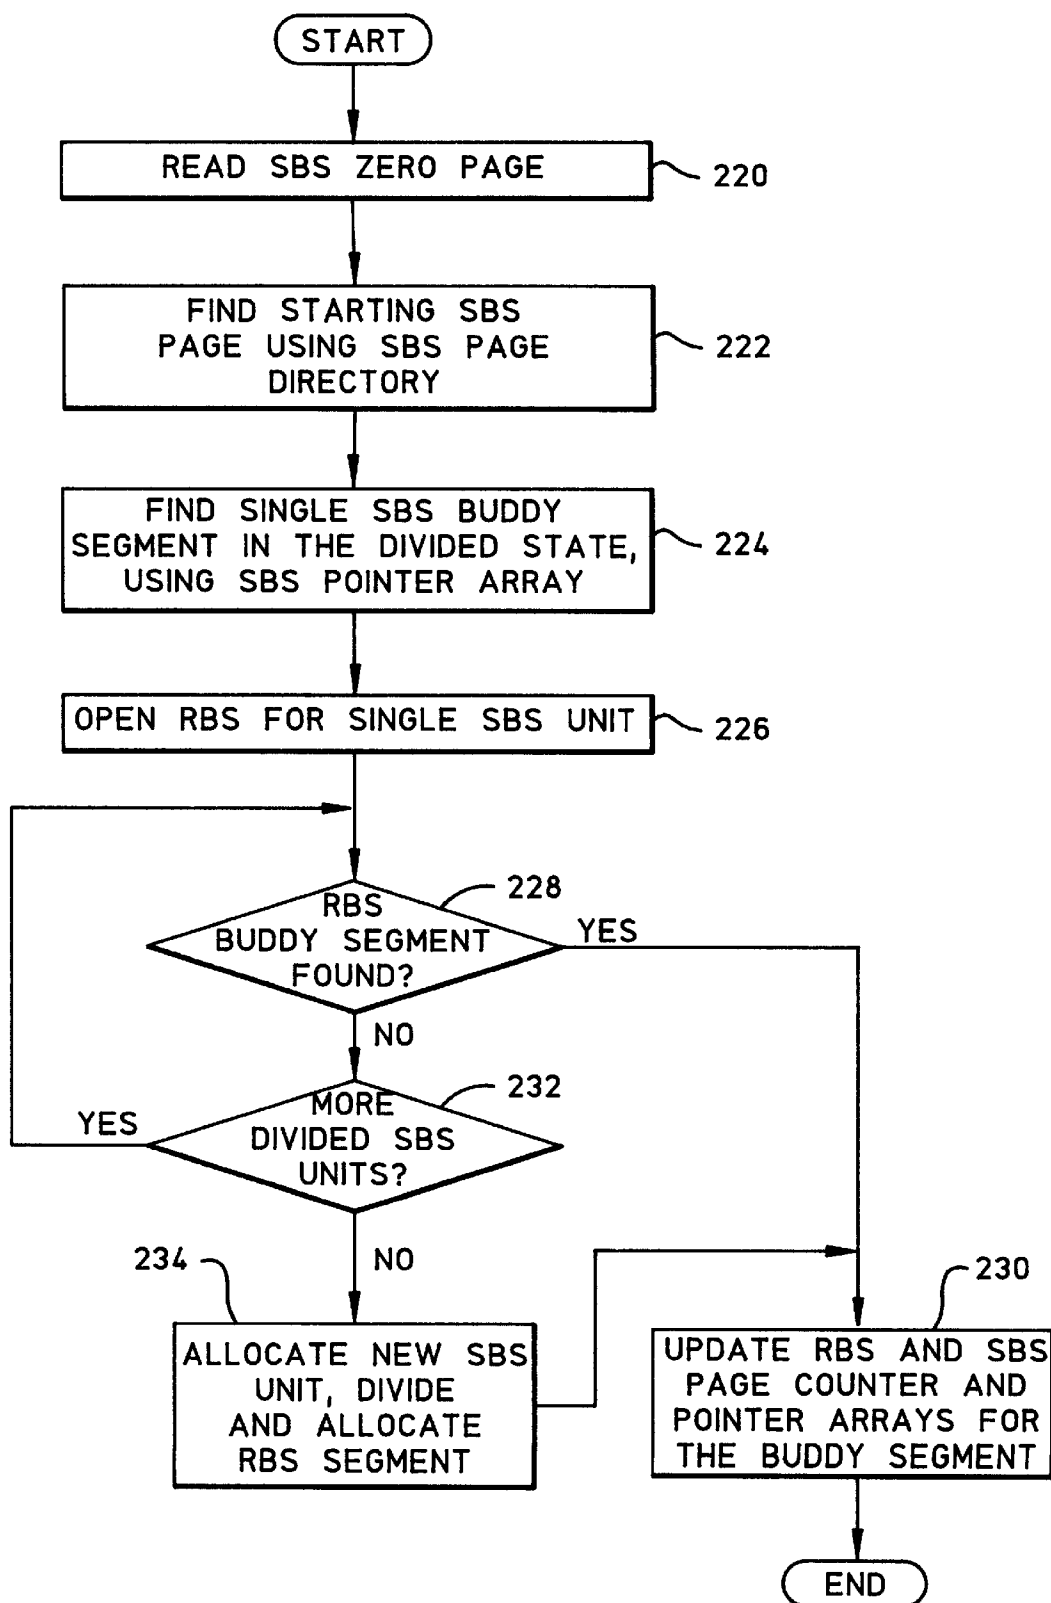 START
READ SBS ZERO PAGE
220
FIND STARTING SBS
PAGE USING SBS PAGE
DIRECTORY
222
FIND SINGLE SBS BUDDY
SEGMENT IN THE DIVIDED STATE,
USING SBS POINTER ARRAY
224
OPEN RBS FOR SINGLE SBS UNIT
226
RBS
BUDDY SEGMENT
FOUND?
228
YES
NO
MORE
DIVIDED SBS
UNITS?
232
YES
NO
234
ALLOCATE NEW SBS
UNIT, DIVIDE
AND ALLOCATE
RBS SEGMENT
230
UPDATE RBS AND SBS
PAGE COUNTER AND
POINTER ARRAYS FOR
THE BUDDY SEGMENT
END